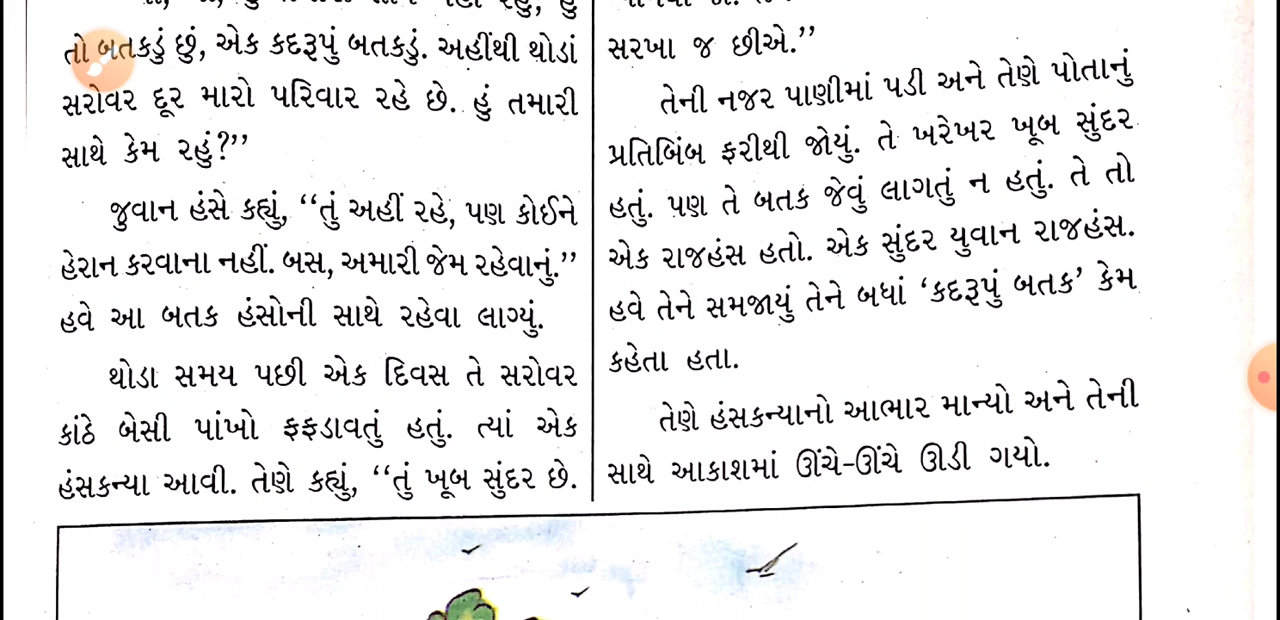 તો બતકડું છું, એક કદરૂપું બતકડું. અહીંથી થોડાં
સરોવર દૂર મારો પરિવાર રહે છે. હું તમારી
સાથે કેમ રહું?”
જુવાન હંસે કહ્યું, “તું અહીં રહે, પણ કોઈને
હેરાન કરવાના નહીં. બસ, અમારી જેમ રહેવાનું.”
હવે આ બતક હંસોની સાથે રહેવા લાગ્યું.
થોડા સમય પછી એક દિવસ તે સરોવર
કાંઠે બેસી પાંખો ફફડાવતું હતું. ત્યાં એક
હંસકન્યા આવી. તેણે કહ્યું, “તું ખૂબ સુંદર છે.
સરખા જ છીએ.”
તેની નજર પાણીમાં પડી અને તેણે પોતાનું
પ્રતિબિંબ ફરીથી જોયું. તે ખરેખર ખૂબ સુંદર
હતું. પણ તે બતક જેવું લાગતું ન હતું. તે તો
એક રાજહંસ હતો. એક સુંદર યુવાન રાજહંસ.
હવે તેને સમજાયું તેને બધાં ‘કદરૂપું બતક’ કેમ
કહેતા હતા.
તેણે હંસકન્યાનો આભાર માન્યો અને તેની
સાથે આકાશમાં ઊંચે-ઊંચે ઊડી ગયો.